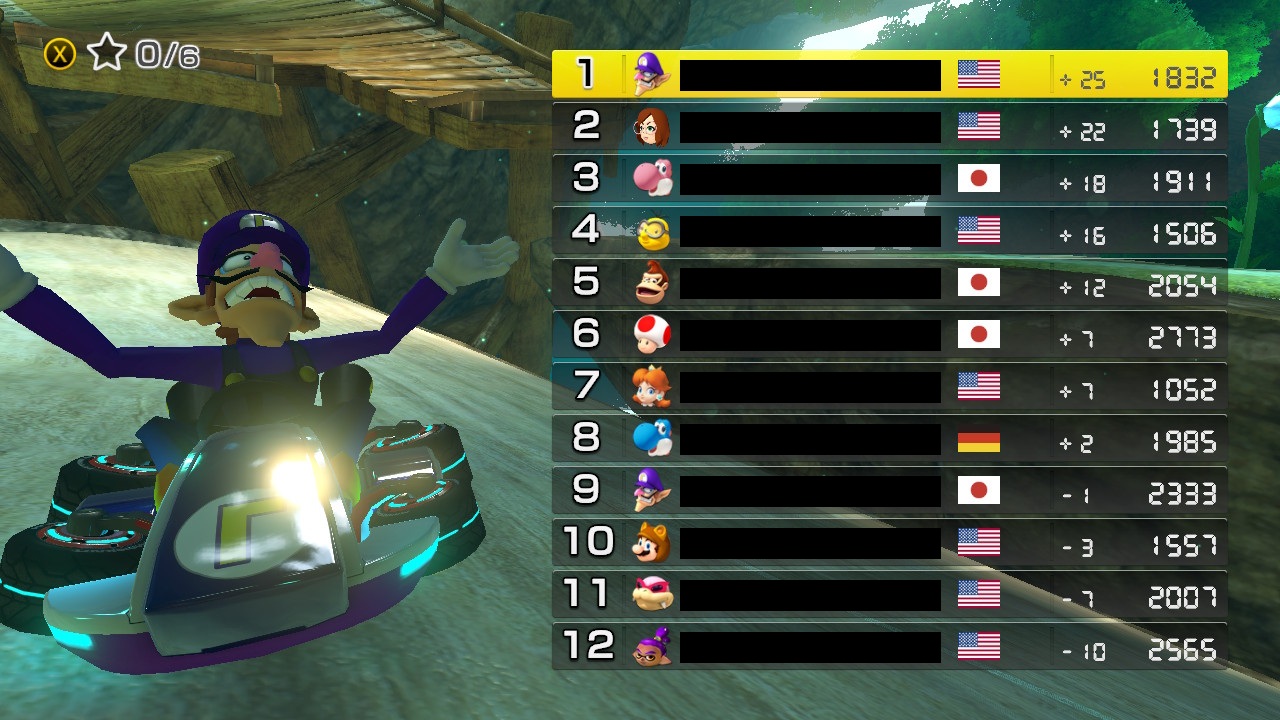 X 0/6
1 + 25 1832
2 + 22 1739
3 + 18 1911
4 + 16 1506
5 + 12 2054
6 + 7 2773
7 + 7 1052
8 + 2 1985
9 - 1 2333
10 - 3 1557
11 - 7 2007
12 - 10 2565